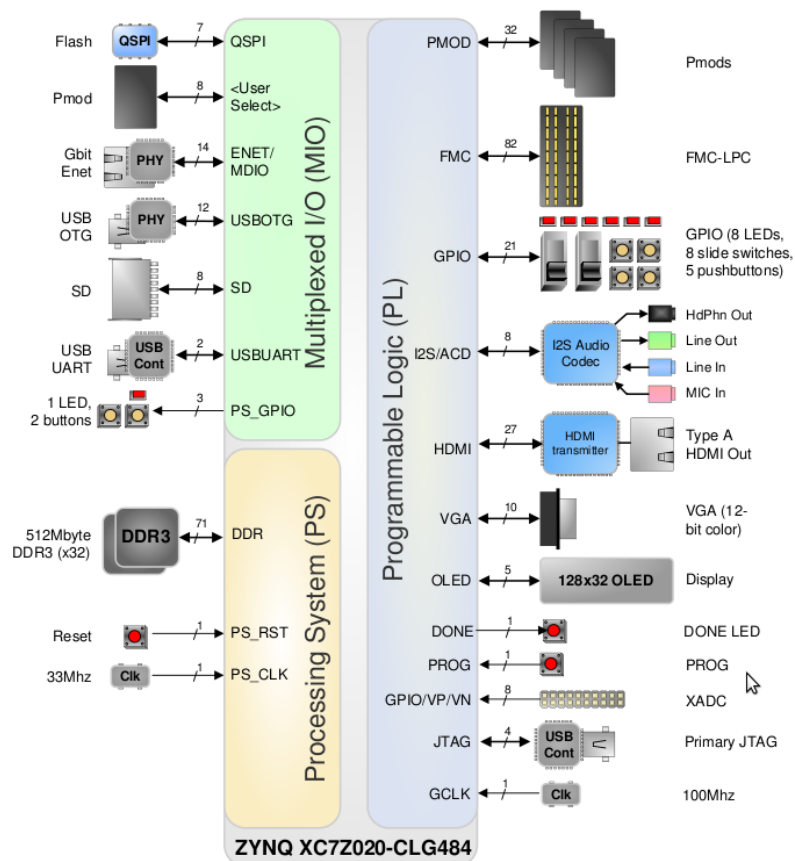 Flash
QSPI
7
QSPI
Pmod
8
<User
Select>
Gbit
Enet
PHY
14
ENET/
MDIO
USB
OTG
PHY
12
USBOTG
SD
8
SD
USB
UART
USB
Cont
2
USBUART
1 LED,
2 buttons
3
PS_GPIO
Multiplexed I/O (MIO)
512Mbyte
DDR3 (x32)
DDR3
71
DDR
Reset
1
PS_RST
33Mhz
Clk
1
PS_CLK
Processing System (PS)
Programmable Logic (PL)
PMOD
32
Pmods
FMC
82
FMC-LPC
GPIO
21
GPIO (8 LEDs,
8 slide switches,
5 pushbuttons)
I2S/ACD
8
I2S Audio
Codec
HdPhn Out
Line Out
Line In
MIC In
HDMI
27
HDMI
transmitter
Type A
HDMI Out
VGA
10
VGA (12-
bit color)
OLED
5
128x32 OLED
Display
DONE
1
DONE LED
PROG
1
PROG
GPIO/VP/VN
8
XADC
JTAG
4
USB
Cont
Primary JTAG
GCLK
1
Clk
100Mhz
ZYNQ XC7Z020-CLG484